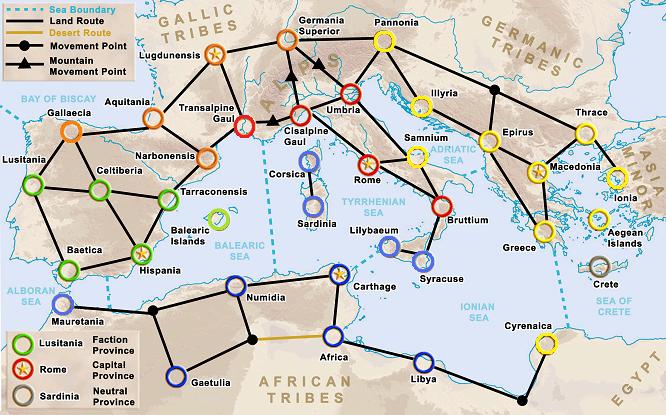 Sea Boundary
Land Route
Desert Route
Movement Point
Mountain
Movement Point
GALLIC
TRIBES
Germania
Superior
Pannonia
GERMANIC
TRIBES
Lugdunensis
ALPS
BAY OF BISCAY
Gallaecia
Aquitania
Transalpine
Gaul
Cisalpine
Gaul
Umbria
Illyria
Thrace
Lusitania
Celtiberia
Narbonensis
Tarraconensis
Corsica
Rome
Samnium
ADRIATIC
SEA
Epirus
Macedonia
ASIA
MINOR
Ionia
Balearic
Islands
Sardinia
TYRRHENIAN
SEA
Bruttium
Aegean
Islands
Baetica
Hispania
BALEARIC
SEA
Lilybaeum
Syracuse
Greece
Crete
ALBORAN
SEA
Mauretania
Numidia
Carthage
IONIAN
SEA
SEA OF
CRETE
Cyrenaica
Lusitania
Faction
Province
Rome
Capital
Province
Sardinia
Neutral
Province
Gaetulia
Africa
Libya
AFRICAN
TRIBES
EGYPT